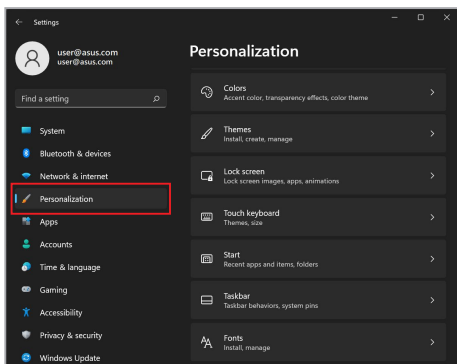 Settings
user@asus.com
user@asus.com
Find a setting
System
Bluetooth & devices
Network & internet
Personalization
Apps
Accounts
Time & language
Gaming
Accessibility
Privacy & security
Windows Update
Personalization
Colors
Accent color, transparency effects, color theme
Themes
Install, create, manage
Lock screen
Lock screen images, apps, animations
Touch keyboard
Themes, size
Start
Recent apps and items, folders
Taskbar
Taskbar behaviors, system pins
Fonts
Install, manage